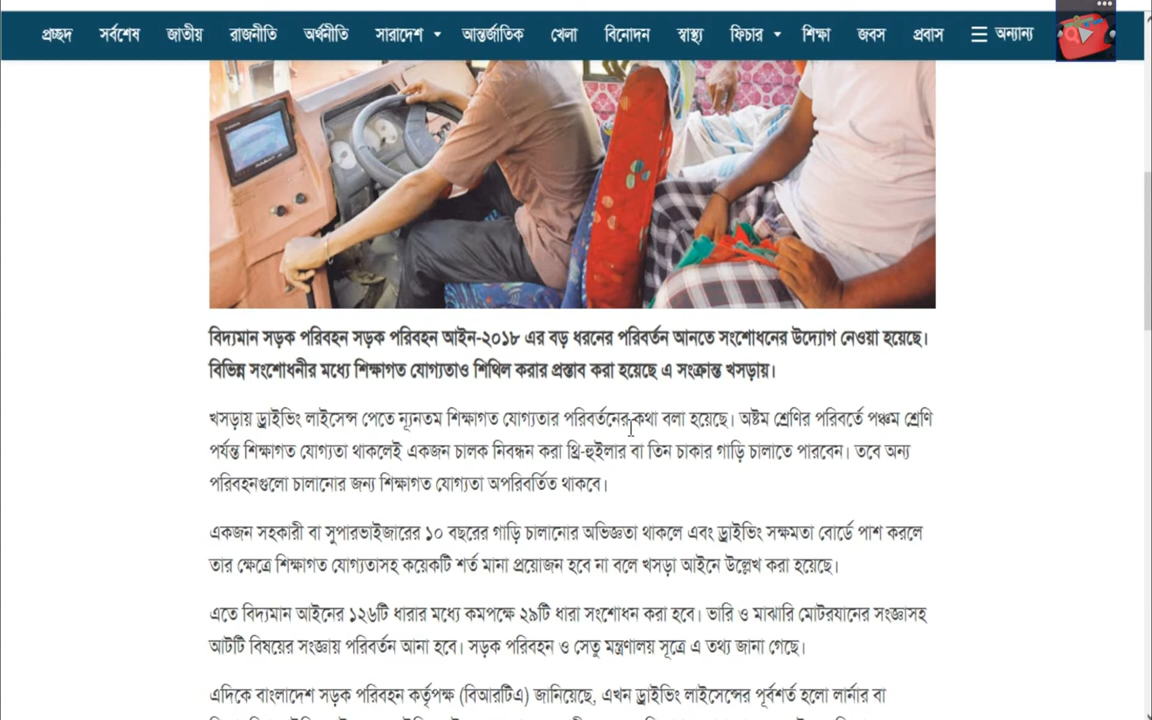 প্রচ্ছদ সর্বশেষ জাতীয় রাজনীতি অর্থনীতি সারাদেশ আন্তর্জাতিক খেলা বিনোদন স্বাস্থ্য ফিচার শিক্ষা জবস প্রবাস অন্যান্য
বিদ্যমান সড়ক পরিবহন সড়ক পরিবহন আইন-২০১৮ এর বড় ধরনের পরিবর্তন আনতে সংশোধনের উদ্যোগ নেওয়া হয়েছে।
বিভিন্ন সংশোধনীর মধ্যে শিক্ষাগত যোগ্যতাও শিথিল করার প্রস্তাব করা হয়েছে এ সংক্রান্ত খসড়ায়।
খসড়ায় ড্রাইভিং লাইসেন্স পেতে ন্যূনতম শিক্ষাগত যোগ্যতার পরিবর্তনের কথা বলা হয়েছে। অষ্টম শ্রেণির পরিবর্তে পঞ্চম শ্রেণি
পর্যন্ত শিক্ষাগত যোগ্যতা থাকলেই একজন চালক নিবন্ধন করা থ্রি-হুইলার বা তিন চাকার গাড়ি চালাতে পারবেন। তবে অন্য
পরিবহনগুলো চালানোর জন্য শিক্ষাগত যোগ্যতা অপরিবর্তিত থাকবে।
একজন সহকারী বা সুপারভাইজারের ১০ বছরের গাড়ি চালানোর অভিজ্ঞতা থাকলে এবং ড্রাইভিং সক্ষমতা বোর্ডে পাশ করলে
তার ক্ষেত্রে শিক্ষাগত যোগ্যতাসহ কয়েকটি শর্ত মানা প্রয়োজন হবে না বলে খসড়া আইনে উল্লেখ করা হয়েছে।
এতে বিদ্যমান আইনের ১২৬টি ধারার মধ্যে কমপক্ষে ২৯টি ধারা সংশোধন করা হবে। ভারি ও মাঝারি মোটরযানের সংজ্ঞাসহ
আটটি বিষয়ের সংজ্ঞায় পরিবর্তন আনা হবে। সড়ক পরিবহন ও সেতু মন্ত্রণালয় সূত্রে এ তথ্য জানা গেছে।
এদিকে বাংলাদেশ সড়ক পরিবহন কর্তৃপক্ষ (বিআরটিএ) জানিয়েছে, এখন ড্রাইভিং লাইসেন্সের পূর্বশর্ত হলো লার্নার বা